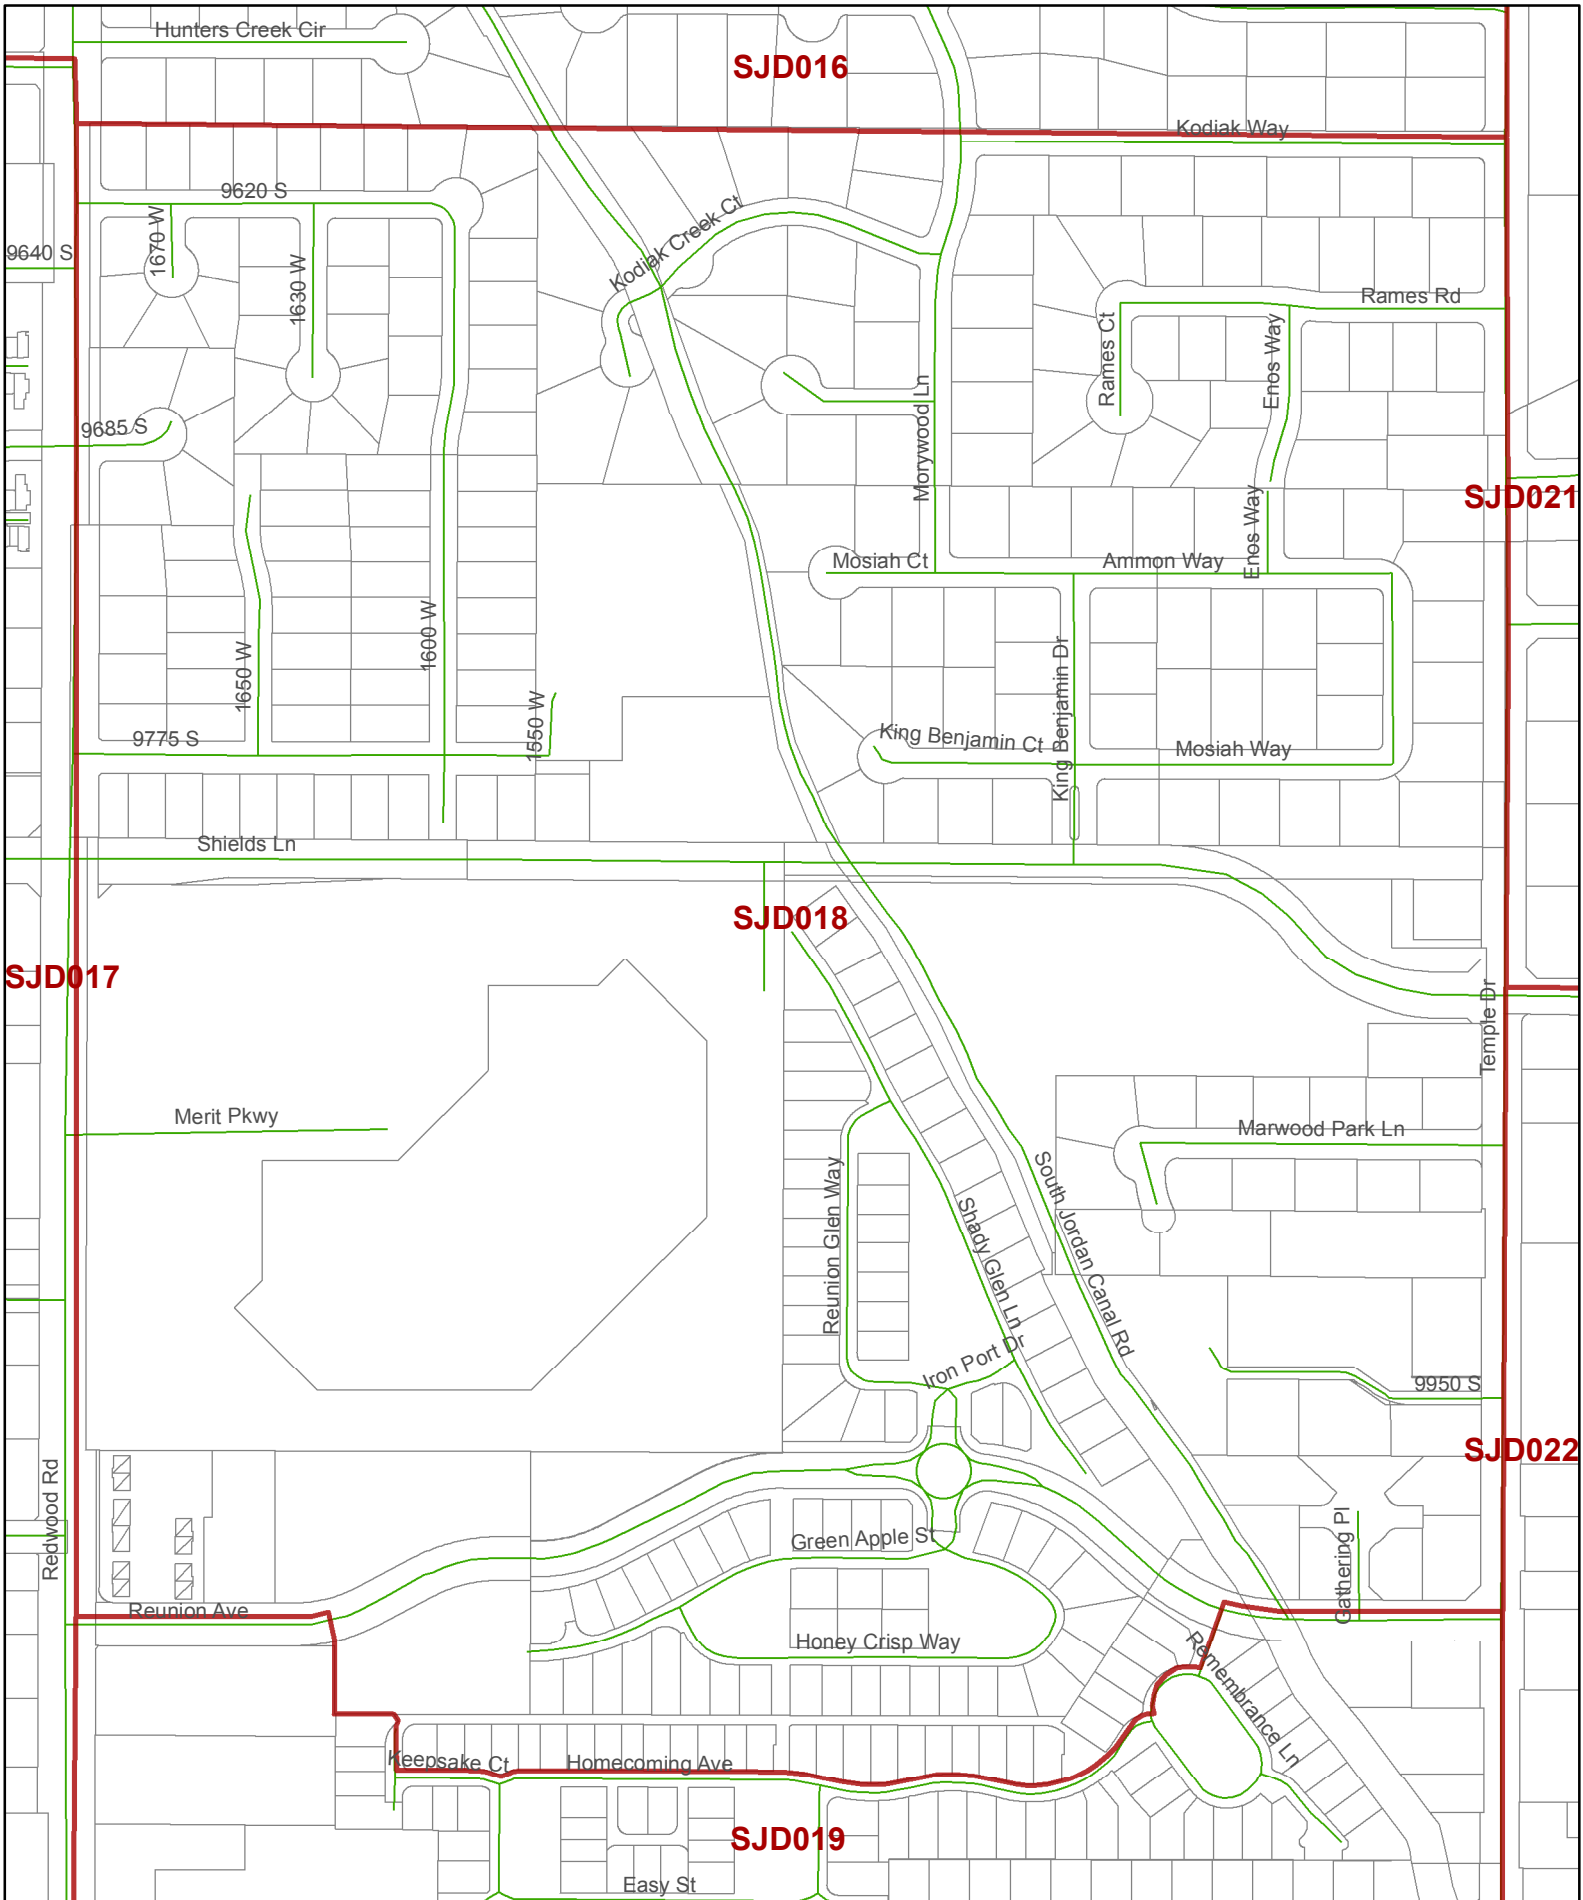 Hunters Creek Cir
SJD016
Kodiak Way
9620 S
1670 W
Kodiak Creek Ct
9640 S
1630 W
Rames Rd
Rames Ct
Enos Way
9685 S
Morywood Ln
SJD021
Enos Way
Mosiah Ct
Ammon Way
1600 W
1650 W
King Benjamin Dr
1550 W
9775 S
King Benjamin Ct
Mosiah Way
Shields Ln
SJD018
SJD017
Temple Dr
Merit Pkwy
Marwood Park Ln
Reunion Glen Way
Shady Glen Ln
South Jordan Canal Rd
Iron Port Dr
9950 S
SJD022
Redwood Rd
Green Apple St
Gathering Pl
Reunion Ave
Honey Crisp Way
Remembrance Ln
Keepsake Ct
Homecoming Ave
SJD019
Easy St